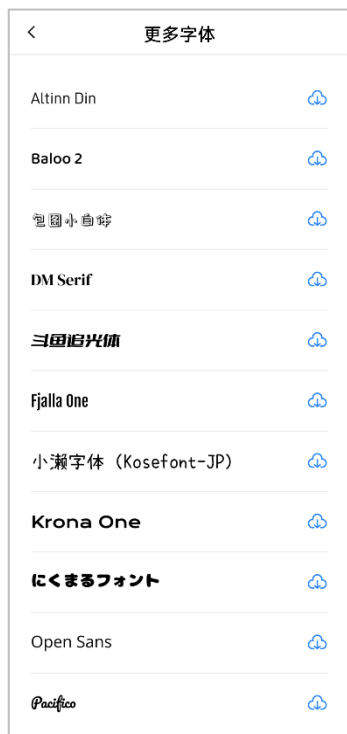 更多字体
Altinn Din
Baloo 2
包图小白体
DM Serif
斗鱼追光体
Fjalla One
小濑字体 (Kosefont-JP)
Krona One
にくまるフォント
Open Sans
Pacifico